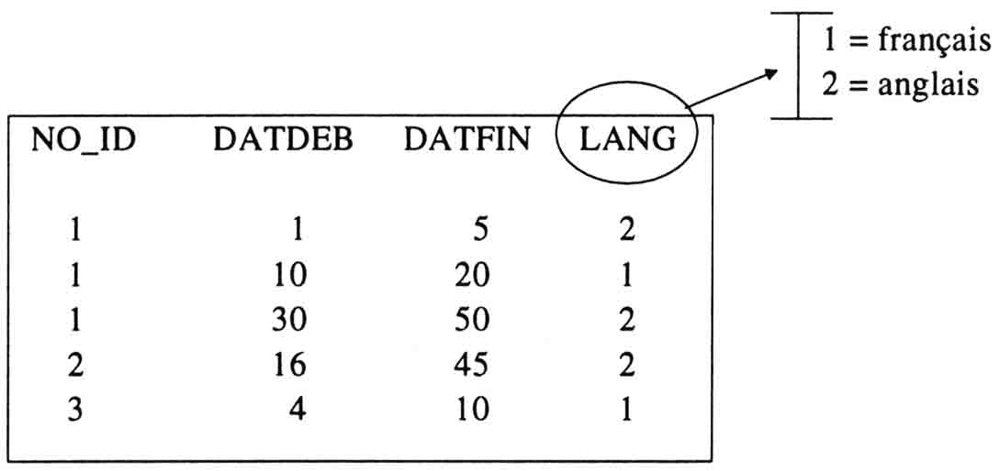 1 = français
2 = anglais
NO_ID DATDEB DATFIN LANG
1 1 5 2
1 10 20 1
1 30 50 2
2 16 45 2
3 4 10 1